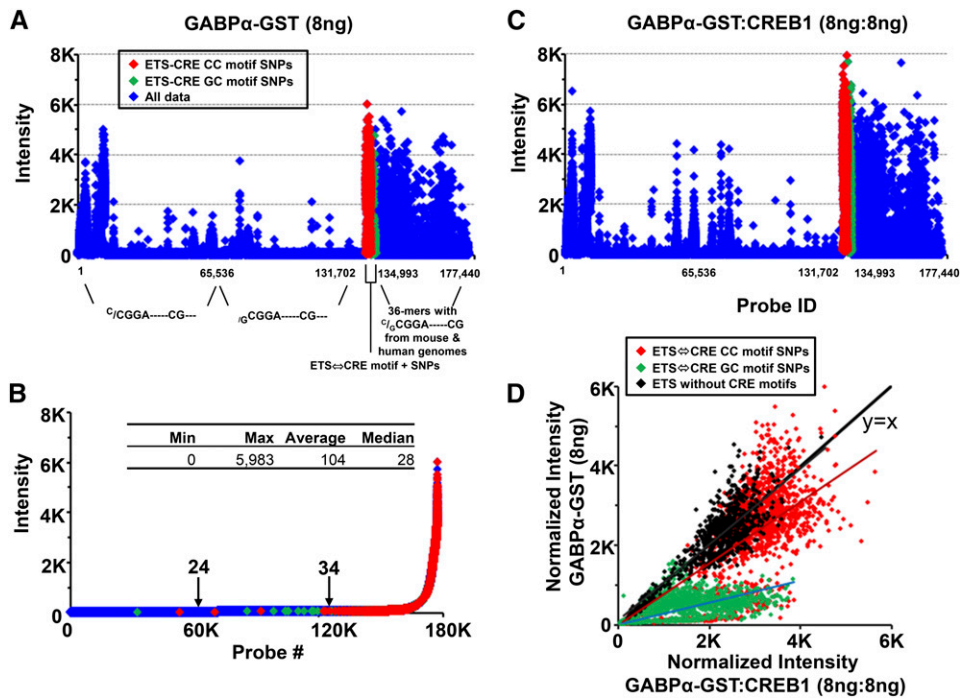 A
GABPα-GST (8ng)
8K
6K
4K
2K
0
Intensity
ETS-CRE CC motif SNPs
ETS-CRE GC motif SNPs
All data
1
65,536
131,702
134,993
177,440
C/CGGA-----CG---
/GCGGA-----CG---
36-mers with
C/GCGGA-----CG
from mouse &
human genomes
ETS⇔CRE motif + SNPs
C
GABPα-GST:CREB1 (8ng:8ng)
8K
6K
4K
2K
0
Intensity
1
65,536
131,702
134,993
177,440
Probe ID
B
8K
6K
4K
2K
0
Intensity
Min Max Average Median
0 5,983 104 28
24
34
0
60K
120K
180K
Probe #
D
ETS⇔CRE CC motif SNPs
ETS⇔CRE GC motif SNPs
ETS without CRE motifs
6K
4K
2K
0
Normalized Intensity
GABPα-GST (8ng)
y=x
0
2K
4K
6K
Normalized Intensity
GABPα-GST:CREB1 (8ng:8ng)